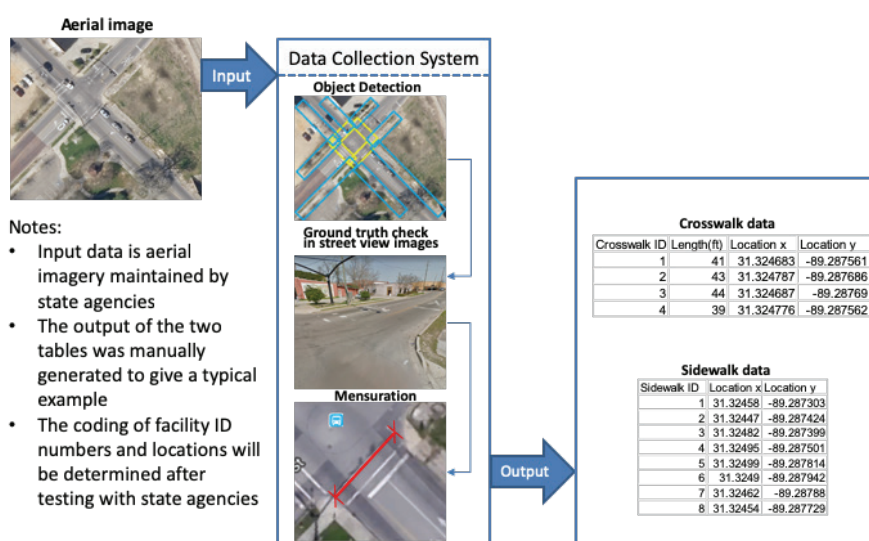 Aerial image
Input
Notes:
• Input data is aerial
imagery maintained by
state agencies
• The output of the two
tables was manually
generated to give a typical
example
• The coding of facility ID
numbers and locations will
be determined after
testing with state agencies
Data Collection System
Object Detection
Ground truth check
in street view images
Mensuration
Output
Crosswalk data
Crosswalk ID Length(ft) Location x Location y
1 41 31.324683 -89.287561
2 43 31.324787 -89.287686
3 44 31.324687 -89.28769
4 39 31.324776 -89.287562
Sidewalk data
Sidewalk ID Location x Location y
1 31.32458 -89.287303
2 31.32447 -89.287424
3 31.32482 -89.287399
4 31.32495 -89.287501
5 31.32499 -89.287814
6 31.3249 -89.287942
7 31.32462 -89.28788
8 31.32454 -89.287729